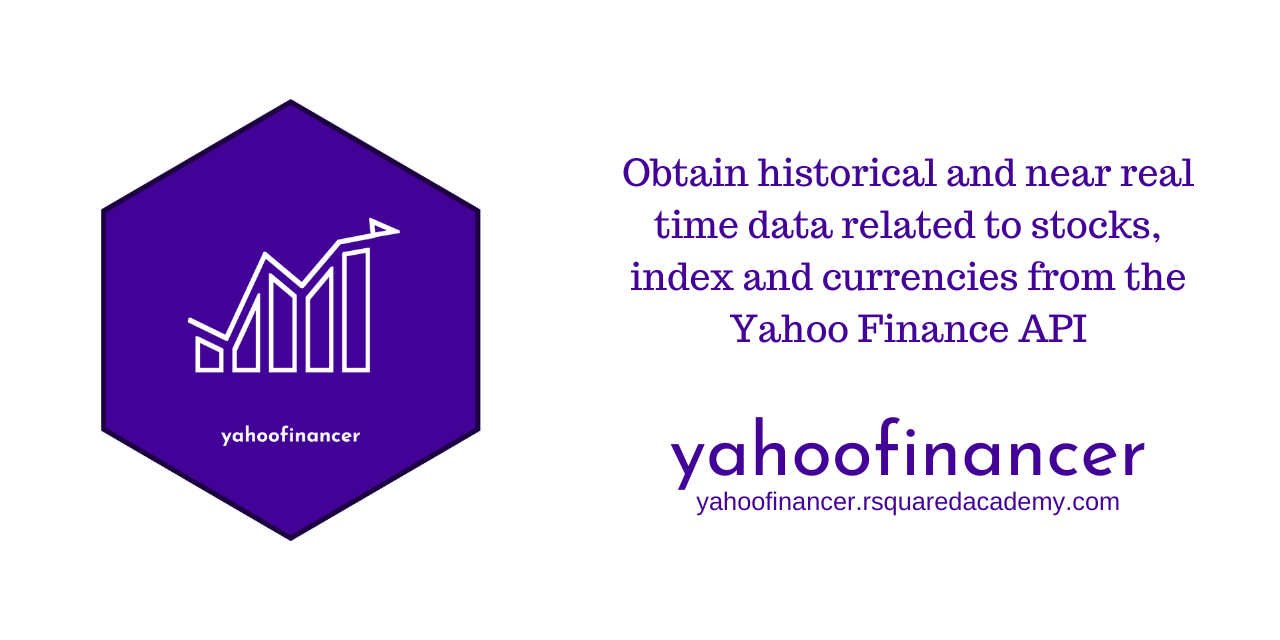 yahoofinancer
Obtain historical and near real
time data related to stocks,
index and currencies from the
Yahoo Finance API
yahoofinancer
yahoofinancer.rsquaredacademy.com